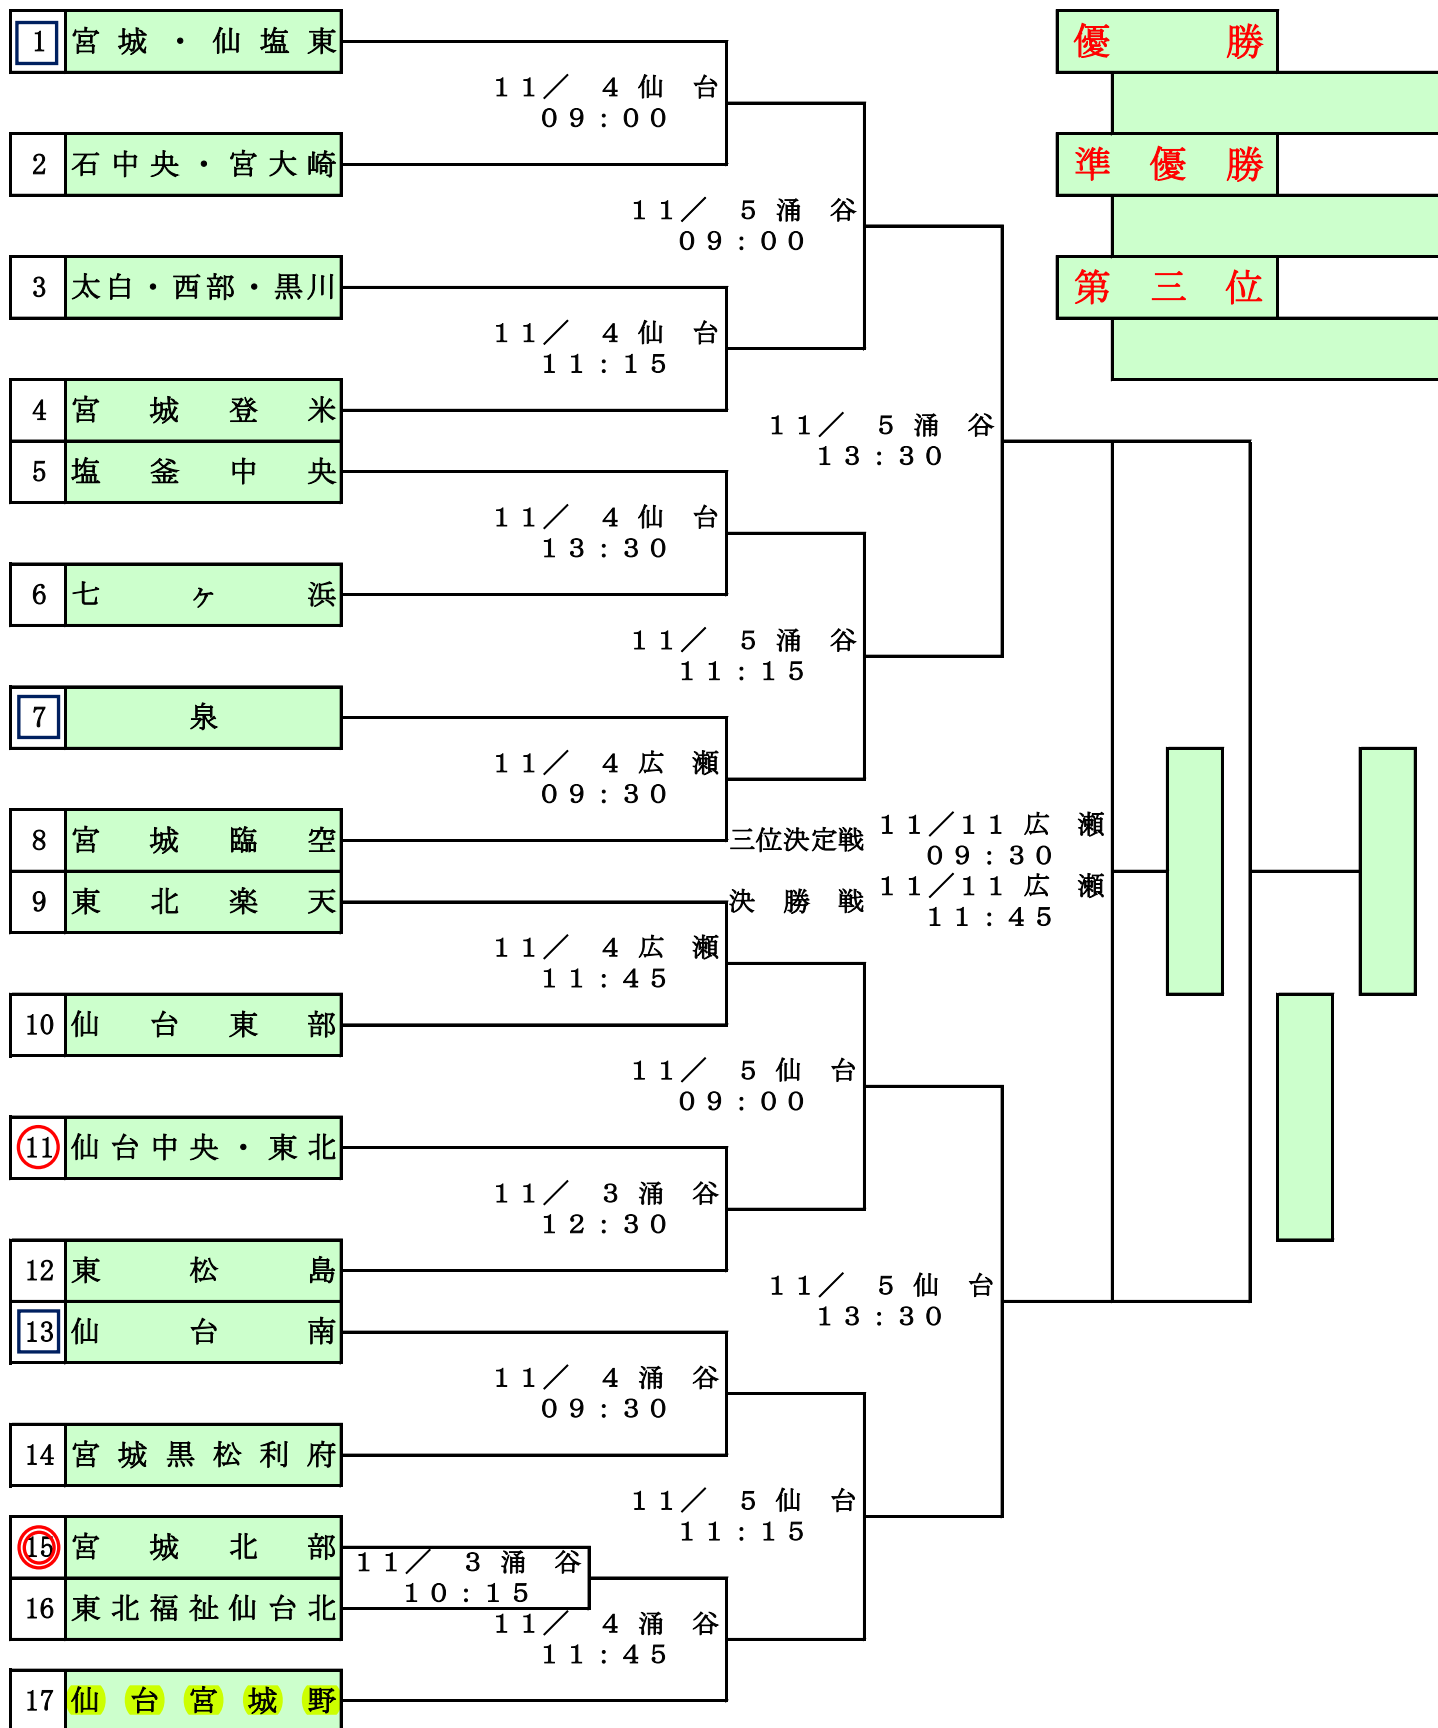 1 宮城・仙塩東
優勝
11／ 4 仙 台
09:00
2 石中央・宮大崎
準優勝
11／ 5 涌 谷
09:00
3 太白・西部・黒川
第三位
11／ 4 仙 台
11:15
4 宮城登米
11／ 5 涌 谷
13:30
5 塩釜中央
11／ 4 仙 台
13:30
6 七ヶ浜
11／ 5 涌 谷
11:15
7 泉
11／ 4 広 瀬
09:30
8 宮城臨空
三位決定戦 11／11 広 瀬
09:30
9 東北楽天
決勝戦 11／11 広 瀬
11:45
11／ 4 広 瀬
11:45
10 仙台東部
11／ 5 仙 台
09:00
11 仙台中央・東北
11／ 3 涌 谷
12:30
12 東松島
11／ 5 仙 台
13:30
13 仙台南
11／ 4 涌 谷
09:30
14 宮城黒松利府
11／ 5 仙 台
11:15
15 宮城北部
11／ 3 涌 谷
10:15
16 東北福祉仙台北
11／ 4 涌 谷
11:45
17 仙台宮城野